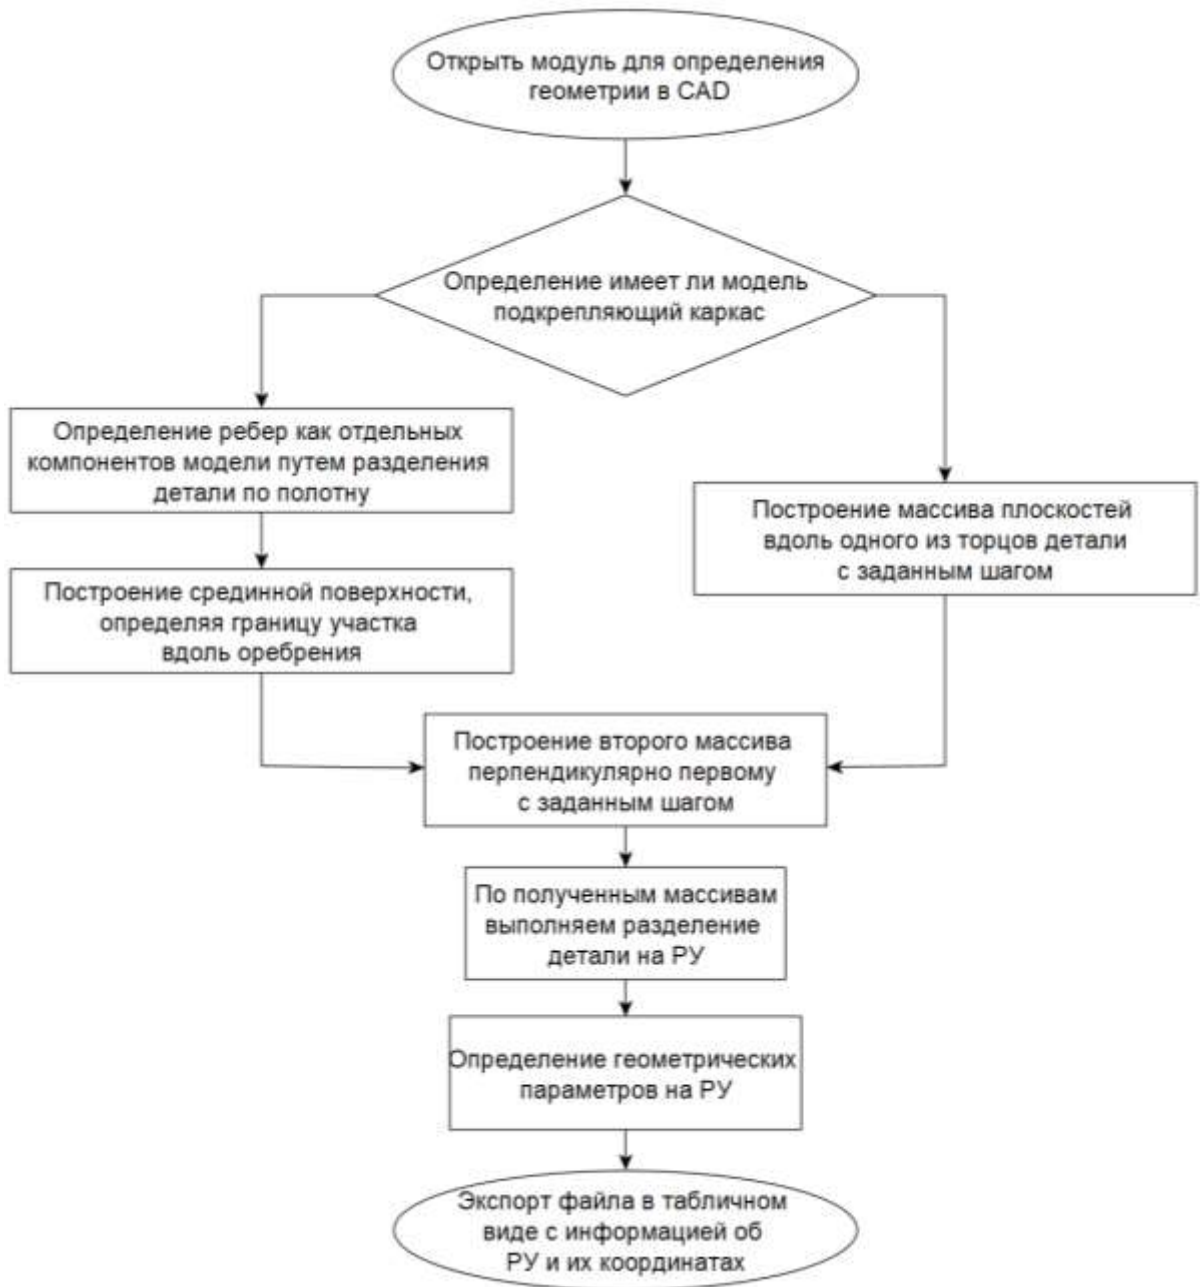 Открыть модуль для определения
геометрии в CAD
Определение имеет ли модель
подкрепляющий каркас
Определение ребер как отдельных
компонентов модели путем разделения
детали по полотну
Построение массива плоскостей
вдоль одного из торцов детали
с заданным шагом
Построение срединной поверхности,
определяя границу участка
вдоль оребрения
Построение второго массива
перпендикулярно первому
с заданным шагом
По полученным массивам
выполняем разделение
детали на РУ
Определение геометрических
параметров на РУ
Экспорт файла в табличном
виде с информацией об
РУ и их координатах